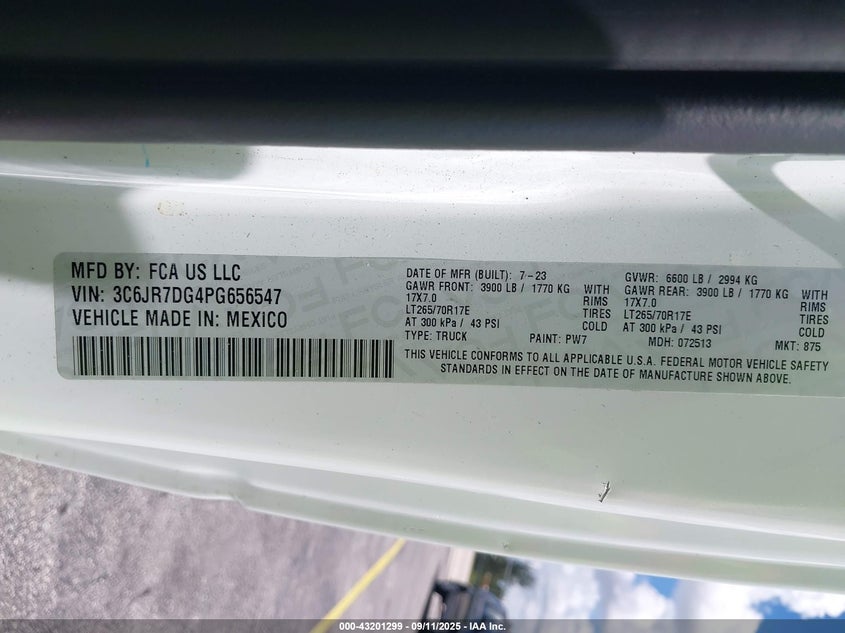 MFD BY: FCA US LLC
VIN: 3C6JR7DG4PG656547
VEHICLE MADE IN: MEXICO
DATE OF MFR (BUILT): 7-23
GVWR: 6600 LB / 2994 KG
GAWR FRONT: 3900 LB / 1770 KG WITH
17X7.0 RIMS
LT265/70R17E TIRES
AT 300 kPa / 43 PSI COLD
GAWR REAR: 3900 LB / 1770 KG WITH
17X7.0 RIMS
LT265/70R17E TIRES
AT 300 kPa / 43 PSI COLD
TYPE: TRUCK PAINT: PW7 MDH: 072513 MKT: 875
THIS VEHICLE CONFORMS TO ALL APPLICABLE U.S.A. FEDERAL MOTOR VEHICLE SAFETY
STANDARDS IN EFFECT ON THE DATE OF MANUFACTURE SHOWN ABOVE.
000-43201299 - 09/11/2025 - IAA Inc.